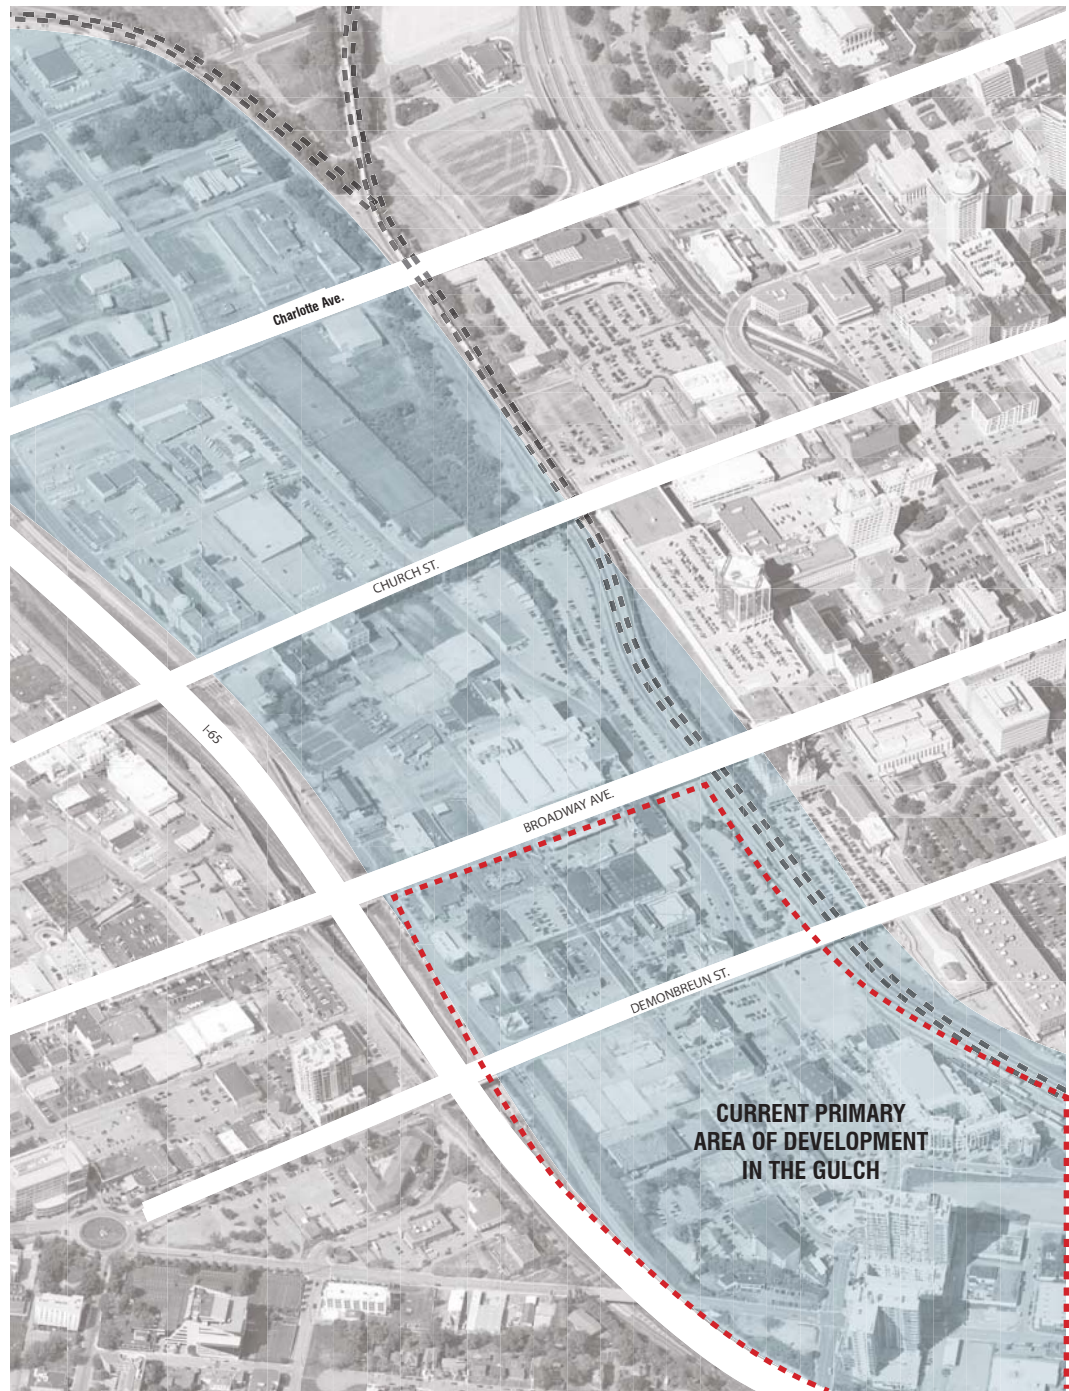 Charlotte Ave.
CHURCH ST.
I-65
BROADWAY AVE.
DEMONBREUN ST.
CURRENT PRIMARY
AREA OF DEVELOPMENT
IN THE GULCH